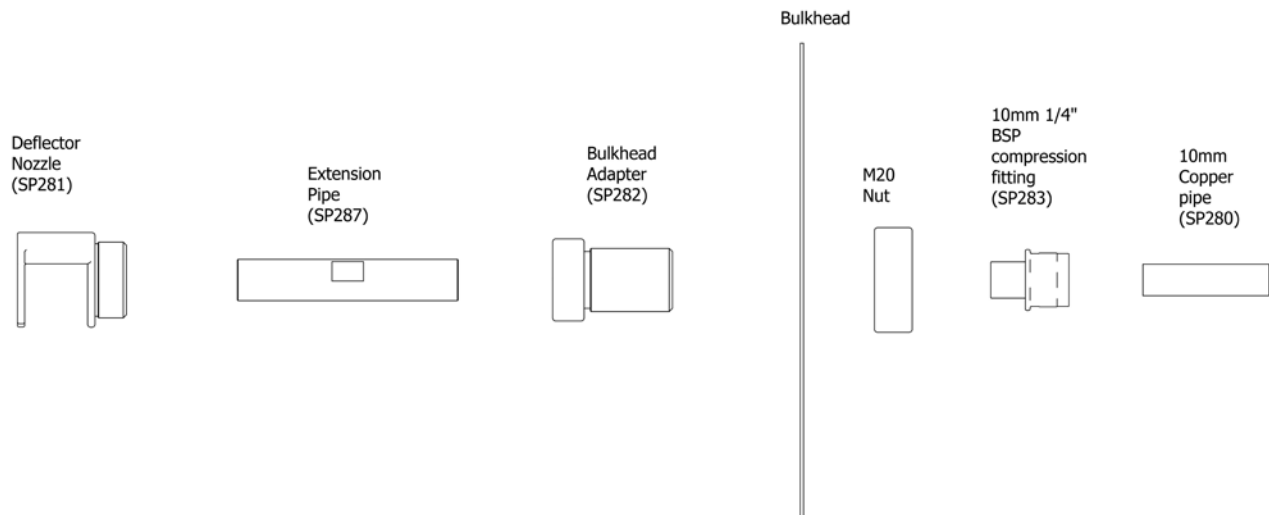 Bulkhead
Deflector
Nozzle
(SP281)
Extension
Pipe
(SP287)
Bulkhead
Adapter
(SP282)
M20
Nut
10mm 1/4"
BSP
compression
fitting
(SP283)
10mm
Copper
pipe
(SP280)